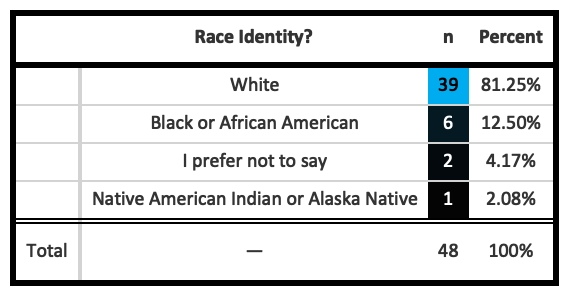 Race Identity? n Percent
White 39 81.25%
Black or African American 6 12.50%
I prefer not to say 2 4.17%
Native American Indian or Alaska Native 1 2.08%
Total — 48 100%